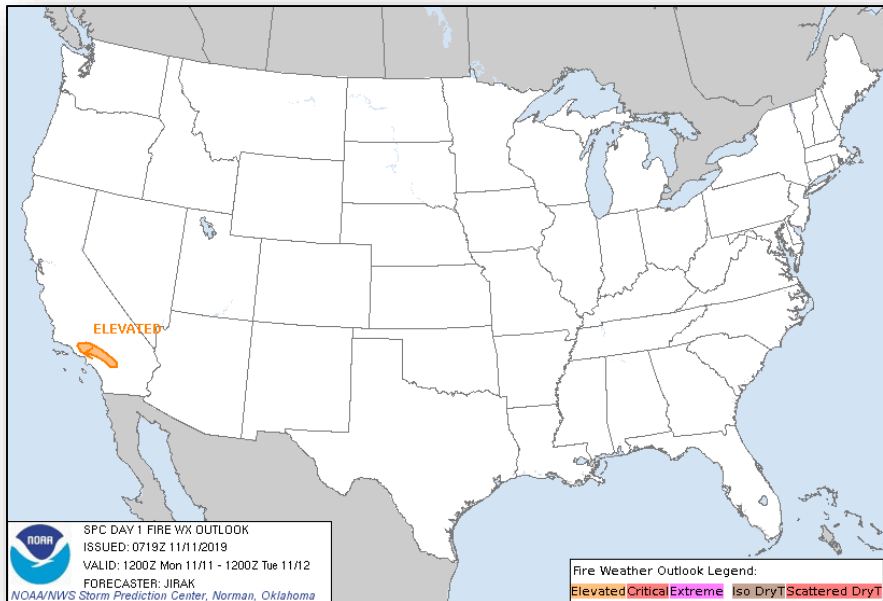 ELEVATED
NOAA
SPC DAY 1 FIRE WX OUTLOOK
ISSUED: 0719Z 11/11/2019
VALID: 1200Z Mon 11/11 - 1200Z Tue 11/12
FORECASTER: JIRAK
NOAA/NWS Storm Prediction Center, Norman, Oklahoma
Fire Weather Outlook Legend:
Elevated Critical Extreme Iso DryT Scattered DryT